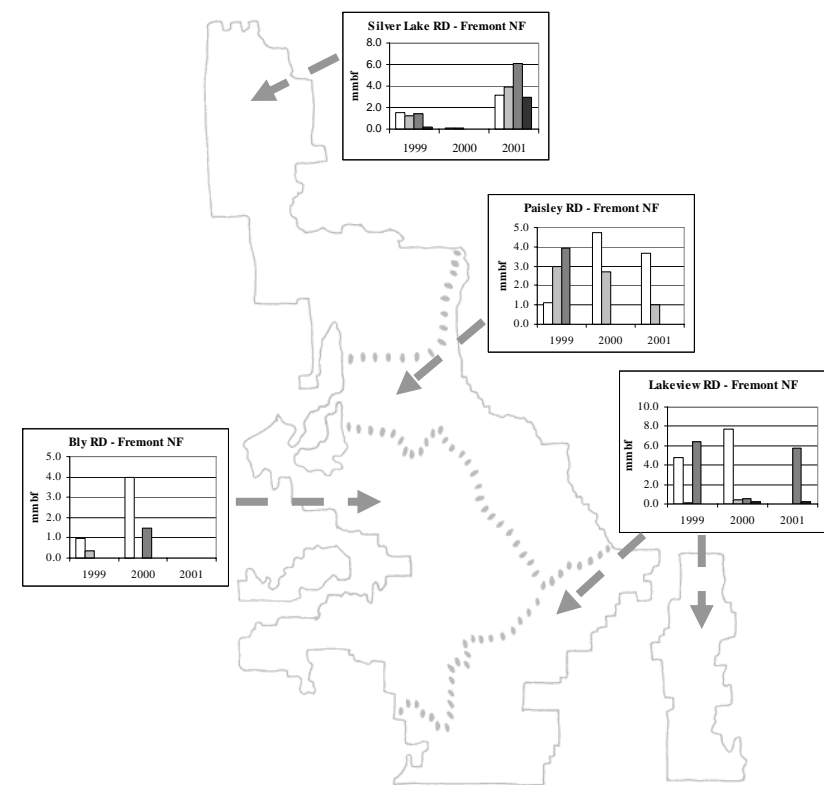 Silver Lake RD - Fremont NF
8.0
6.0
4.0
2.0
0.0
mmbf
1999 2000 2001
Paisley RD - Fremont NF
5.0
4.0
3.0
2.0
1.0
0.0
mmbf
1999 2000 2001
Lakeview RD - Fremont NF
10.0
8.0
6.0
4.0
2.0
0.0
mmbf
1999 2000 2001
Bly RD - Fremont NF
5.0
4.0
3.0
2.0
1.0
0.0
mmbf
1999 2000 2001